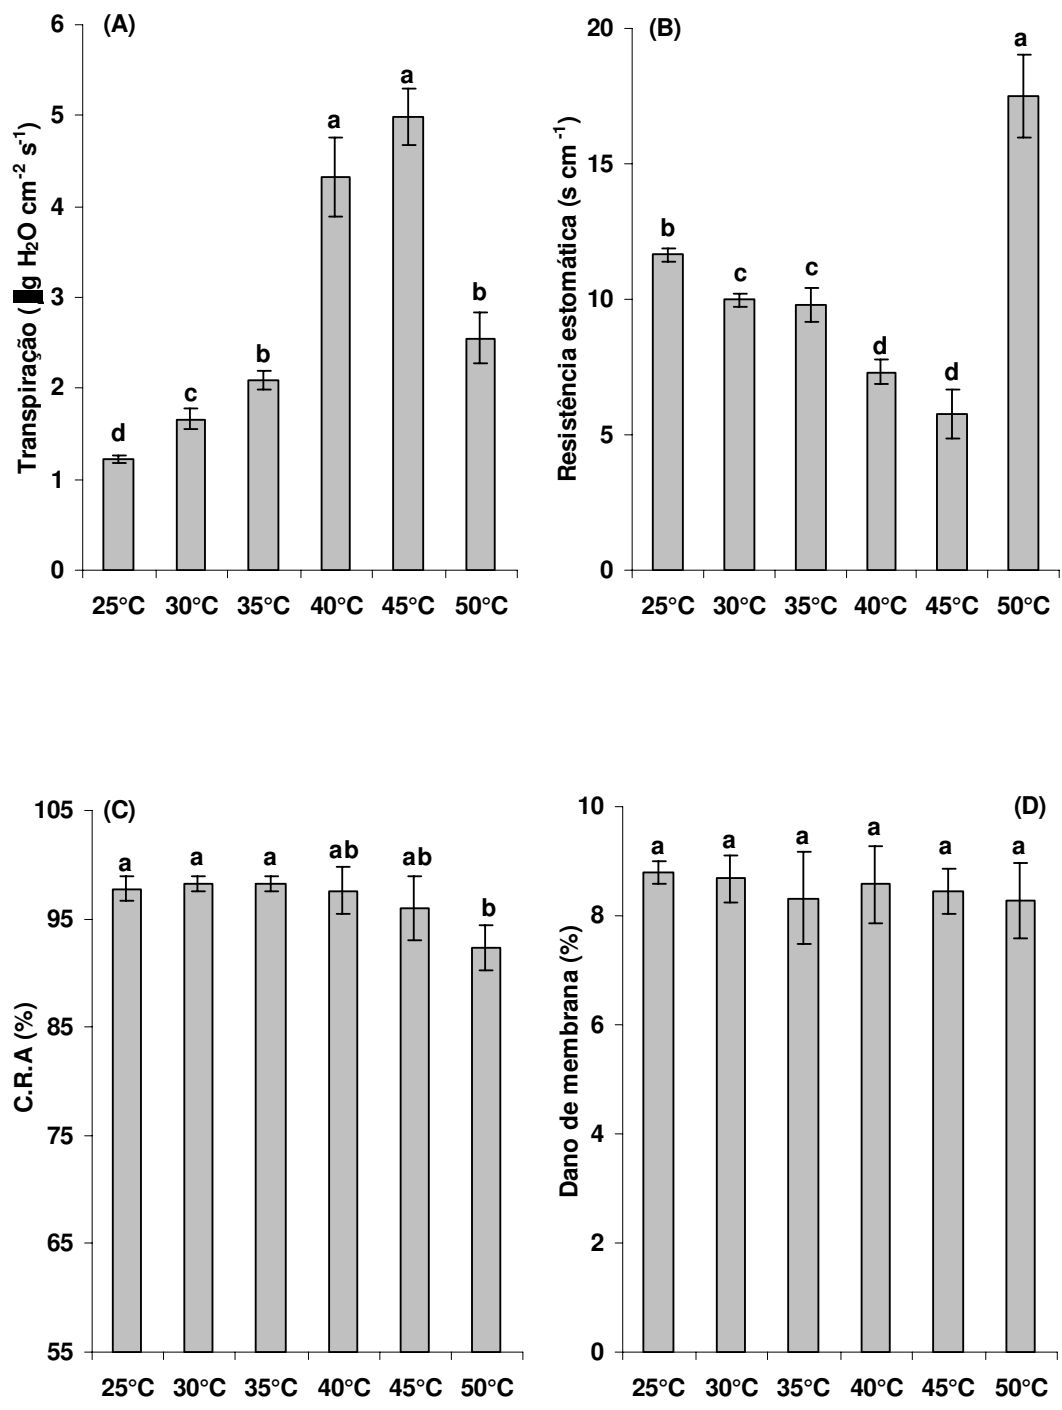 (A)
Transpiração (█g H₂O cm⁻² s⁻¹)
6
5
4
3
2
1
0
d
c
b
a
a
b
25°C 30°C 35°C 40°C 45°C 50°C
(B)
Resistência estomática (s cm⁻¹)
20
15
10
5
0
b
c
c
d
d
a
25°C 30°C 35°C 40°C 45°C 50°C
(C)
C.R.A (%)
105
95
85
75
65
55
a
a
a
ab
ab
b
25°C 30°C 35°C 40°C 45°C 50°C
(D)
Dano de membrana (%)
10
8
6
4
2
0
a
a
a
a
a
a
25°C 30°C 35°C 40°C 45°C 50°C